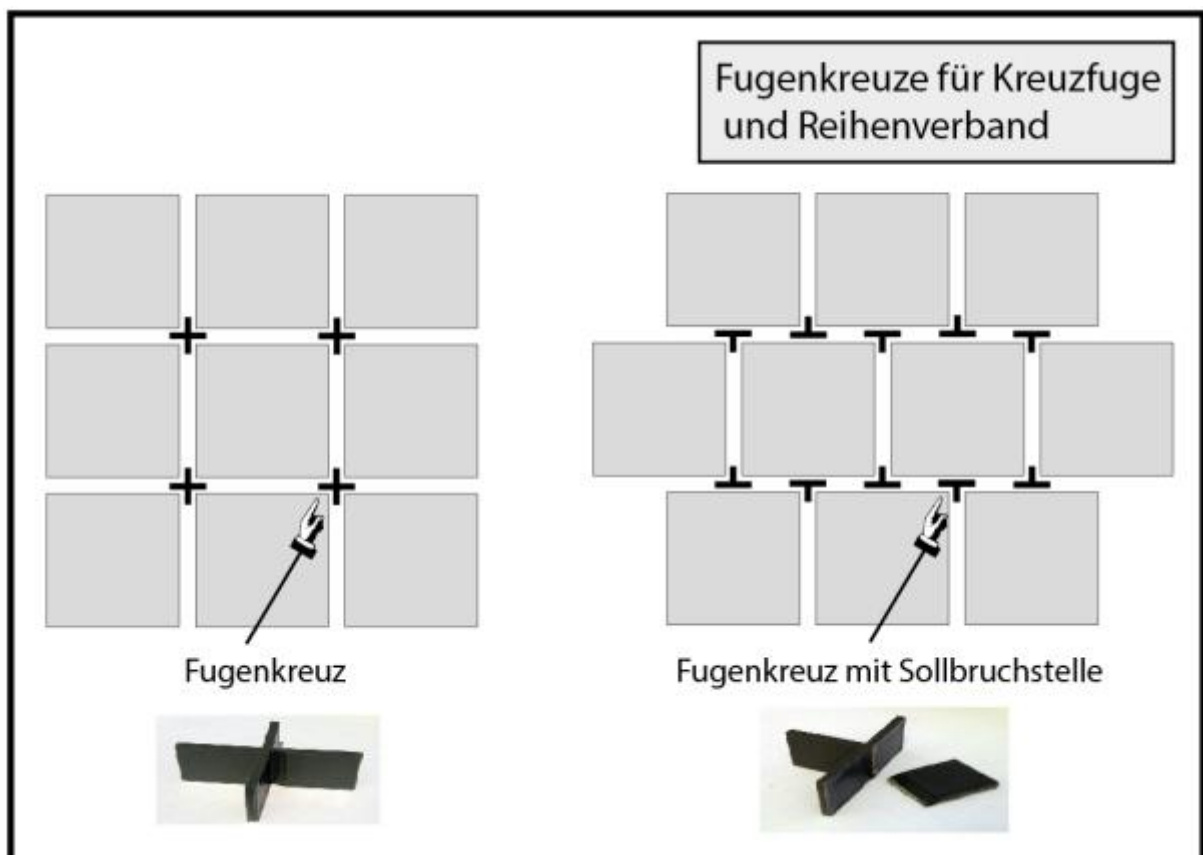 Fugenkreuze für Kreuzfuge
und Reihenverband
Fugenkreuz
Fugenkreuz mit Sollbruchstelle